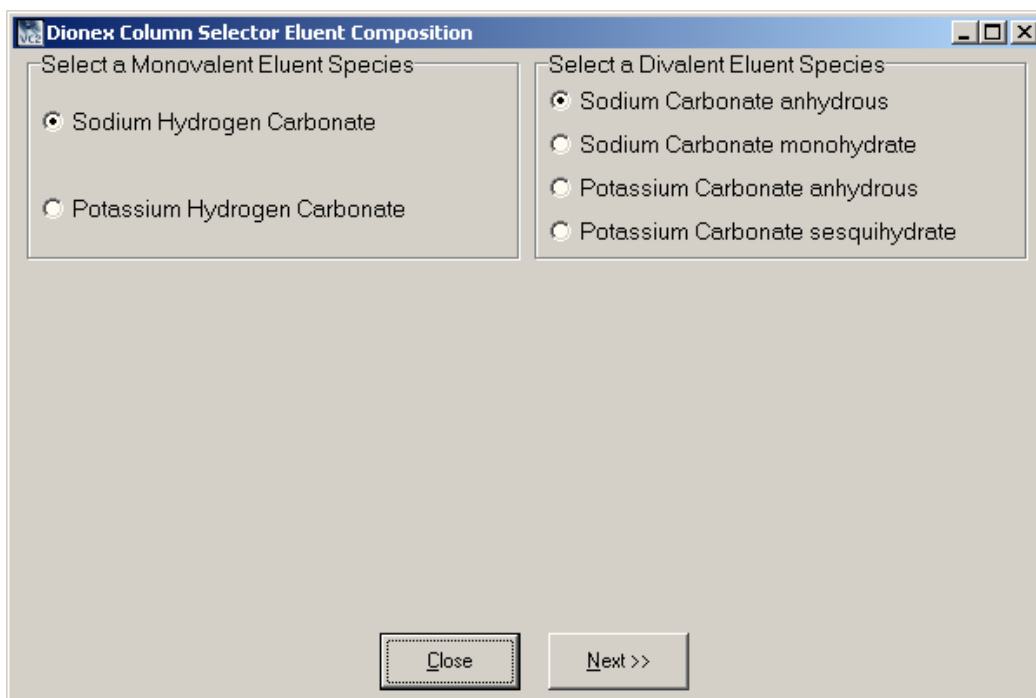 Dionex Column Selector Eluent Composition
Select a Monovalent Eluent Species
Sodium Hydrogen Carbonate
Potassium Hydrogen Carbonate
Select a Divalent Eluent Species
Sodium Carbonate anhydrous
Sodium Carbonate monohydrate
Potassium Carbonate anhydrous
Potassium Carbonate sesquihydrate
Close
Next >>